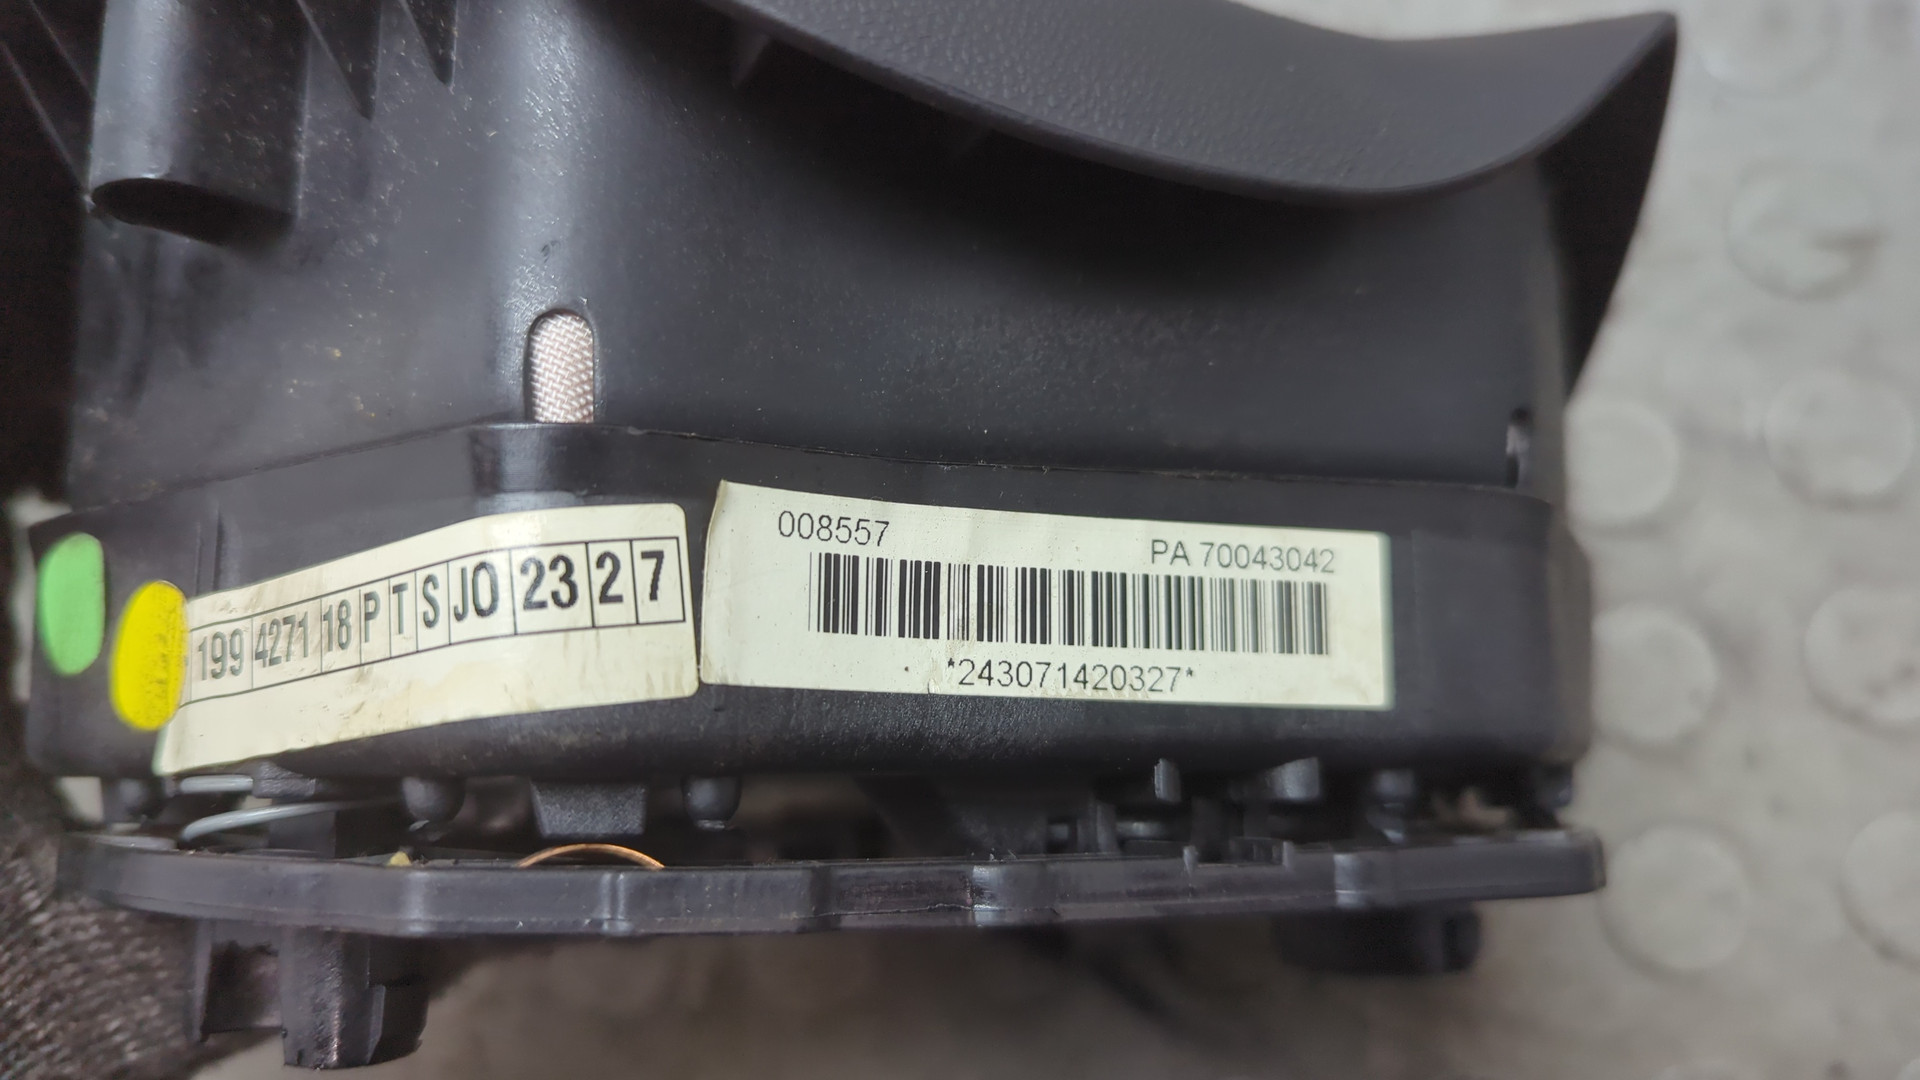 199 4271 18 P T S JO 23 2 7
008557
PA 70043042
*243071420327*